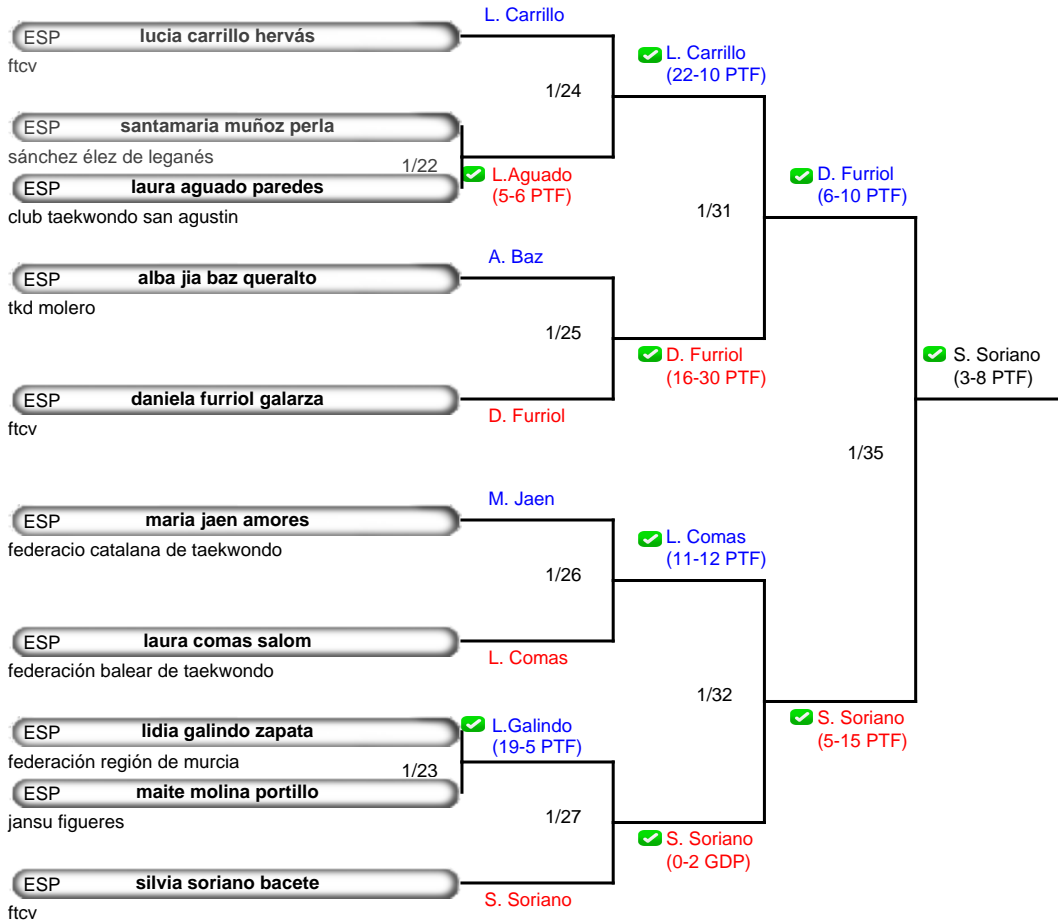 L. Carrillo
ESP lucia carrillo hervás
ftcv
L. Carrillo
(22-10 PTF)
1/24
ESP santamaria muñoz perla
sánchez élez de leganés
1/22
L.Aguado
(5-6 PTF)
ESP laura aguado paredes
club taekwondo san agustin
D. Furriol
(6-10 PTF)
1/31
A. Baz
ESP alba jia baz queralto
tkd molero
1/25
D. Furriol
(16-30 PTF)
S. Soriano
(3-8 PTF)
ESP daniela furriol galarza
D. Furriol
ftcv
1/35
M. Jaen
ESP maria jaen amores
federacio catalana de taekwondo
L. Comas
(11-12 PTF)
1/26
ESP laura comas salom
L. Comas
federación balear de taekwondo
1/32
L.Galindo
(19-5 PTF)
ESP lidia galindo zapata
federación región de murcia
1/23
S. Soriano
(5-15 PTF)
ESP maite molina portillo
jansu figueres
1/27
S. Soriano
(0-2 GDP)
ESP silvia soriano bacete
S. Soriano
ftcv